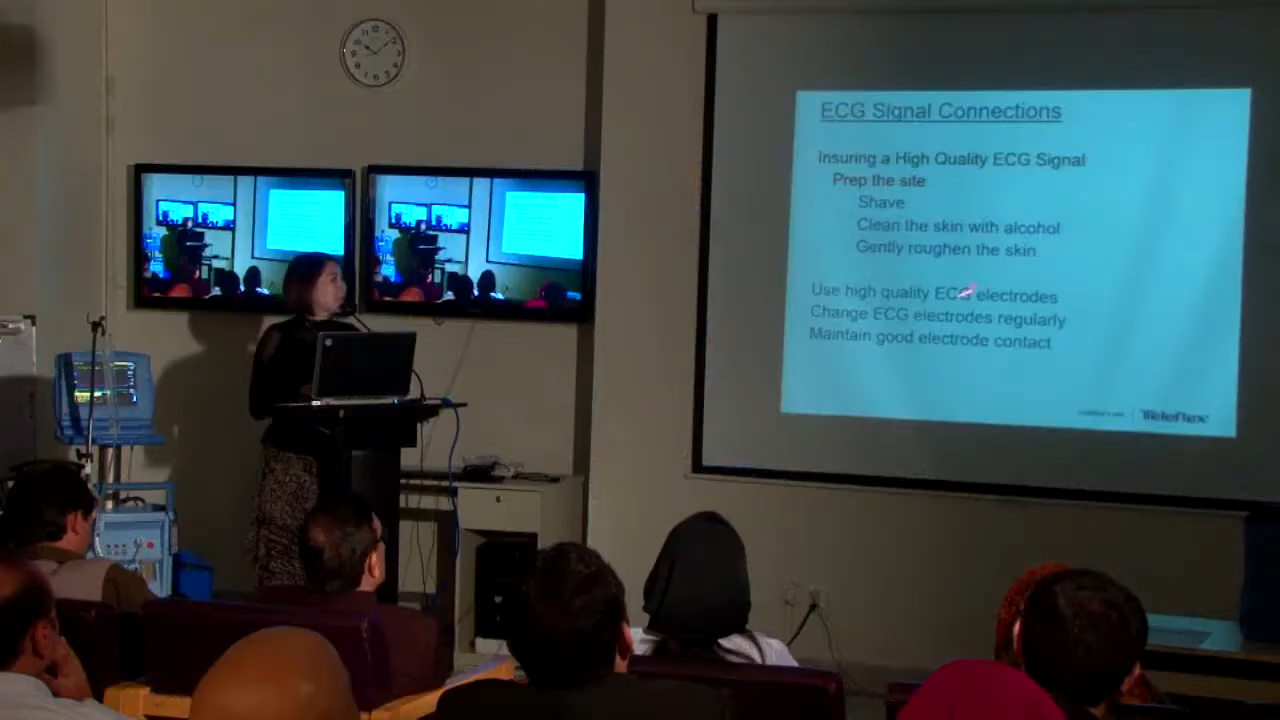 ECG Signal Connections
Insuring a High Quality ECG Signal
Prep the site
Shave
Clean the skin with alcohol
Gently roughen the skin
Use high quality ECG electrodes
Change ECG electrodes regularly
Maintain good electrode contact
Teleflex